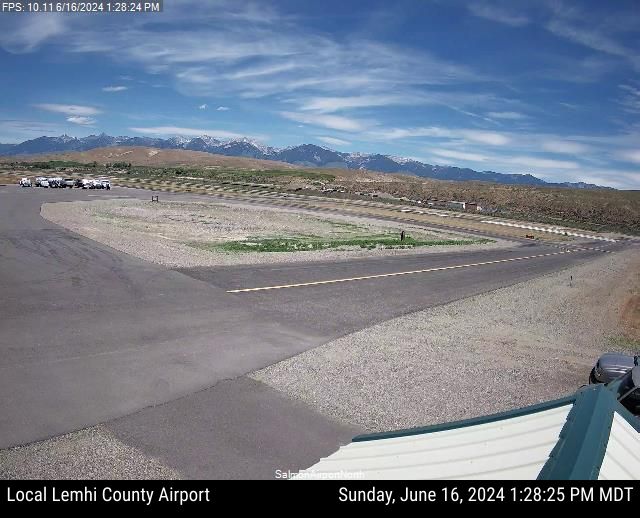 FPS: 10.11 6/16/2024 1:28:24 PM
SalmonAirportNorth
Local Lemhi County Airport Sunday, June 16, 2024 1:28:25 PM MDT